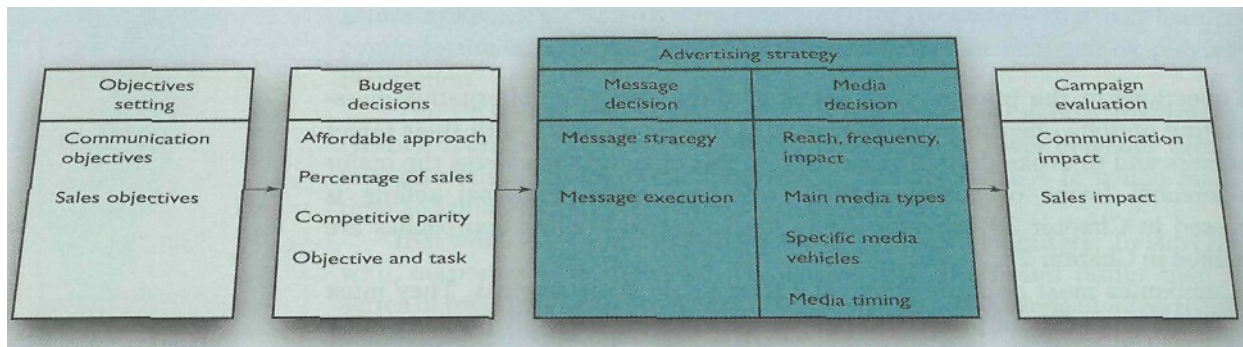 Objectives
setting
Communication
objectives
Sales objectives
Budget
decisions
Affordable approach
Percentage of sales
Competitive parity
Objective and task
Advertising strategy
Message
decision
Message strategy
Message execution
Media
decision
Reach, frequency,
impact
Main media types
Specific media
vehicles
Media timing
Campaign
evaluation
Communication
impact
Sales impact